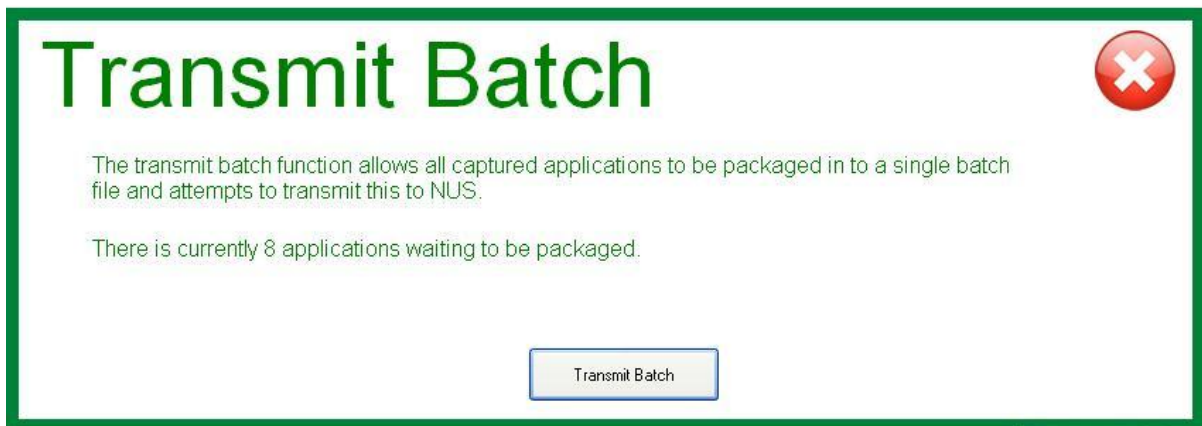 Transmit Batch
The transmit batch function allows all captured applications to be packaged in to a single batch
file and attempts to transmit this to NUS.
There is currently 8 applications waiting to be packaged.
Transmit Batch